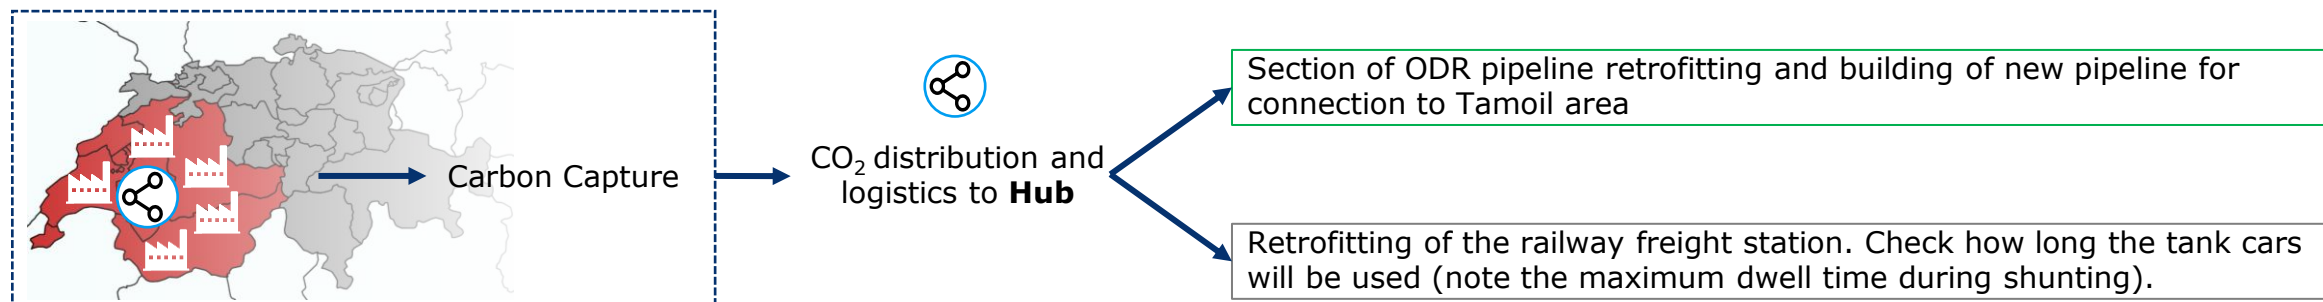 Carbon Capture
CO₂ distribution and
logistics to Hub
Section of ODR pipeline retrofitting and building of new pipeline for
connection to Tamoil area
Retrofitting of the railway freight station. Check how long the tank cars
will be used (note the maximum dwell time during shunting).